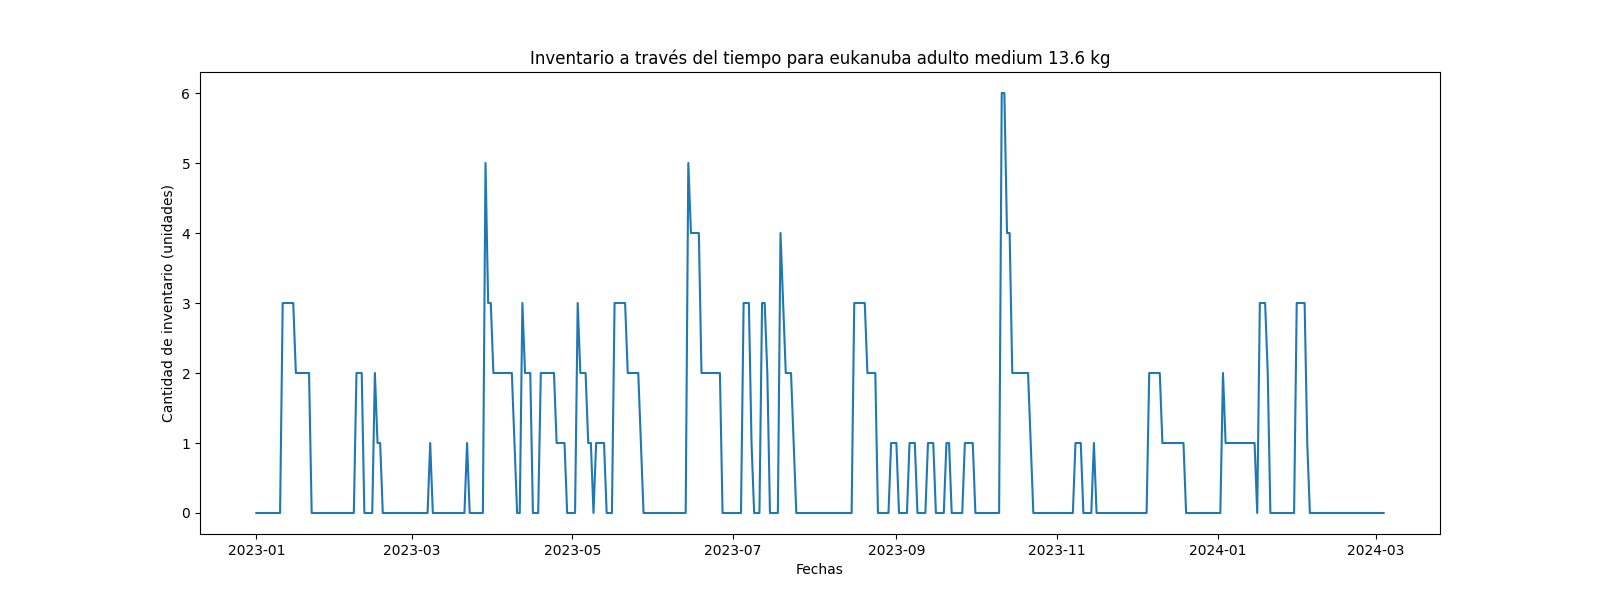 Inventario a través del tiempo para eukanuba adulto medium 13.6 kg
Cantidad de inventario (unidades)
6
5
4
3
2
1
0
2023-01 2023-03 2023-05 2023-07 2023-09 2023-11 2024-01 2024-03
Fechas